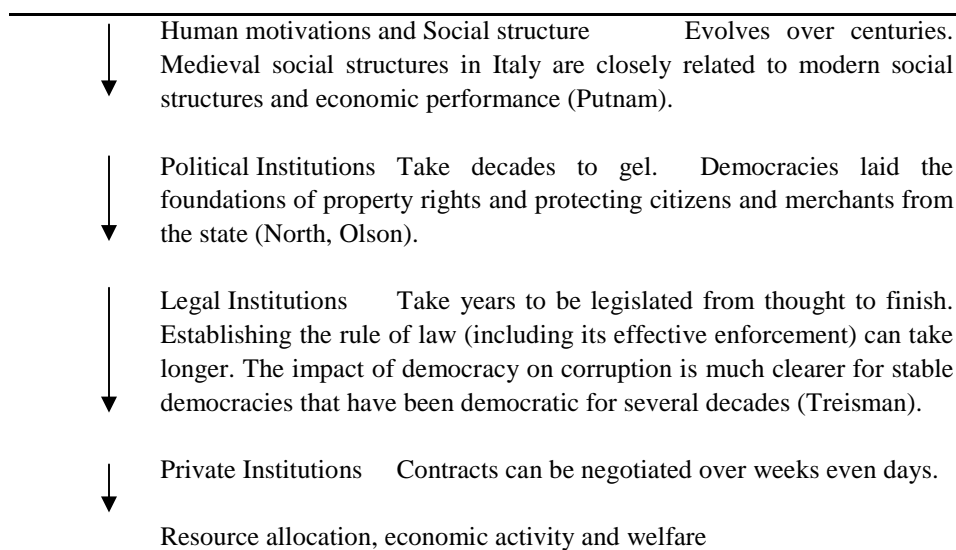 Human motivations and Social structure Evolves over centuries.
Medieval social structures in Italy are closely related to modern social
structures and economic performance (Putnam).
Political Institutions Take decades to gel. Democracies laid the
foundations of property rights and protecting citizens and merchants from
the state (North, Olson).
Legal Institutions Take years to be legislated from thought to finish.
Establishing the rule of law (including its effective enforcement) can take
longer. The impact of democracy on corruption is much clearer for stable
democracies that have been democratic for several decades (Treisman).
Private Institutions Contracts can be negotiated over weeks even days.
Resource allocation, economic activity and welfare